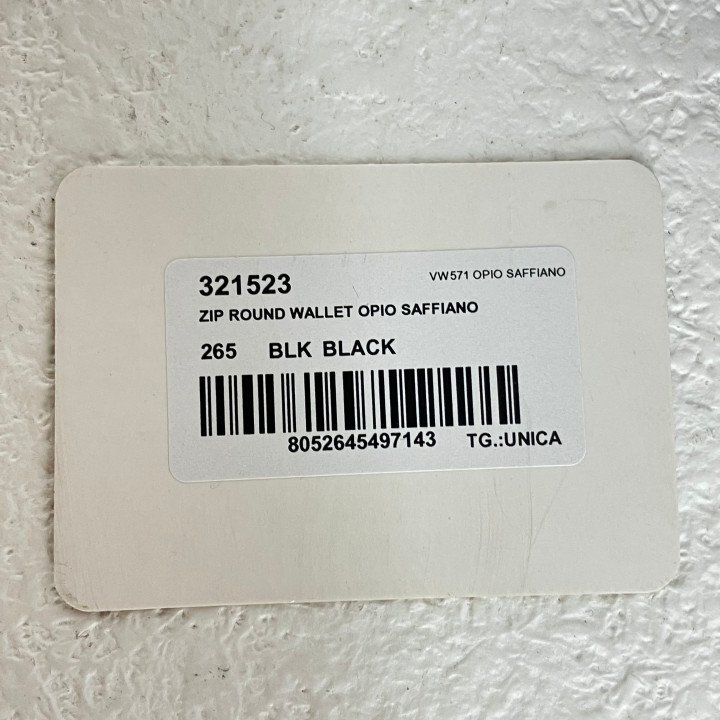 321523 VW571 OPIO SAFFIANO
ZIP ROUND WALLET OPIO SAFFIANO
265 BLK BLACK
8052645497143 TG.:UNICA